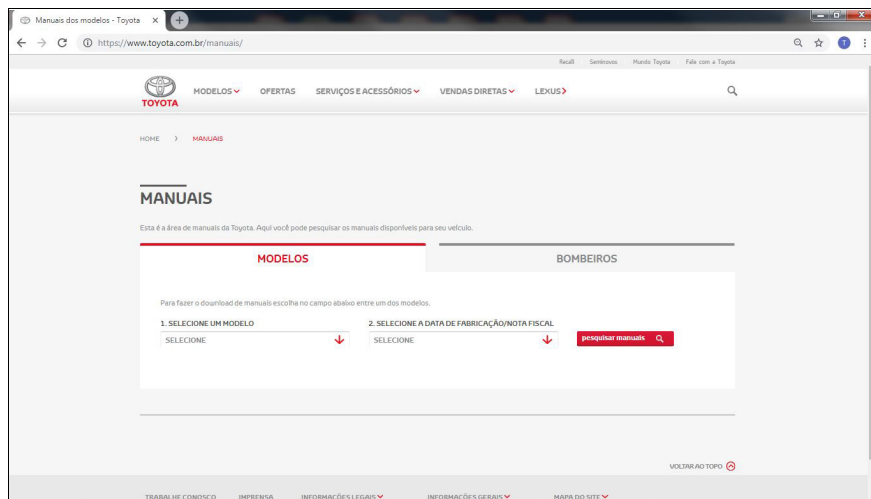 Manuais dos modelos - Toyota
https://www.toyota.com.br/manuais/
T
Recall Seminovos Mundo Toyota Fale com a Toyota
TOYOTA
MODELOS OFERTAS SERVIÇOS E ACESSÓRIOS VENDAS DIRETAS LEXUS
HOME > MANUAIS
MANUAIS
Esta é a área de manuais da Toyota. Aqui você pode pesquisar os manuais disponíveis para seu veículo.
MODELOS BOMBEIROS
Para fazer o download de manuais escolha no campo abaixo entre um dos modelos.
1. SELECIONE UM MODELO 2. SELECIONE A DATA DE FABRICAÇÃO/NOTA FISCAL
SELECIONE SELECIONE pesquisar manuais
VOLTAR AO TOPO
TRABALHE CONOSCO IMPRENSA INFORMAÇÕES LEGAIS INFORMAÇÕES GERAIS MAPA DO SITE